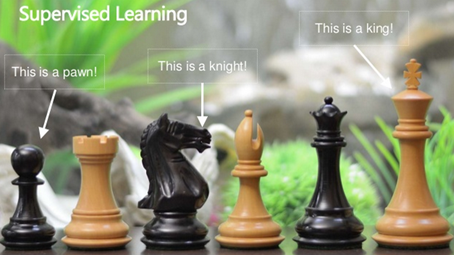 Supervised Learning
This is a king!
This is a knight!
This is a pawn!